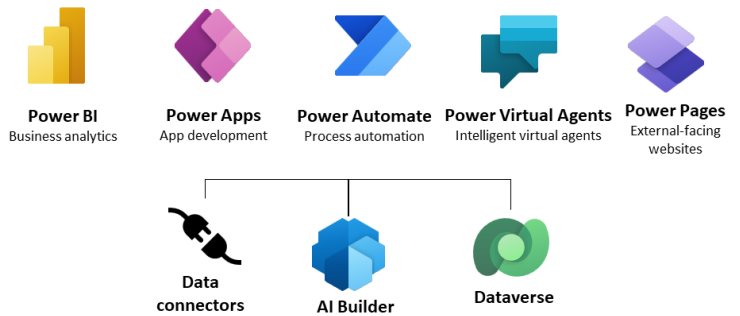 Power BI
Business analytics
Power Apps
App development
Power Automate
Process automation
Power Virtual Agents
Intelligent virtual agents
Power Pages
External-facing
websites
Data
connectors
AI Builder
Dataverse